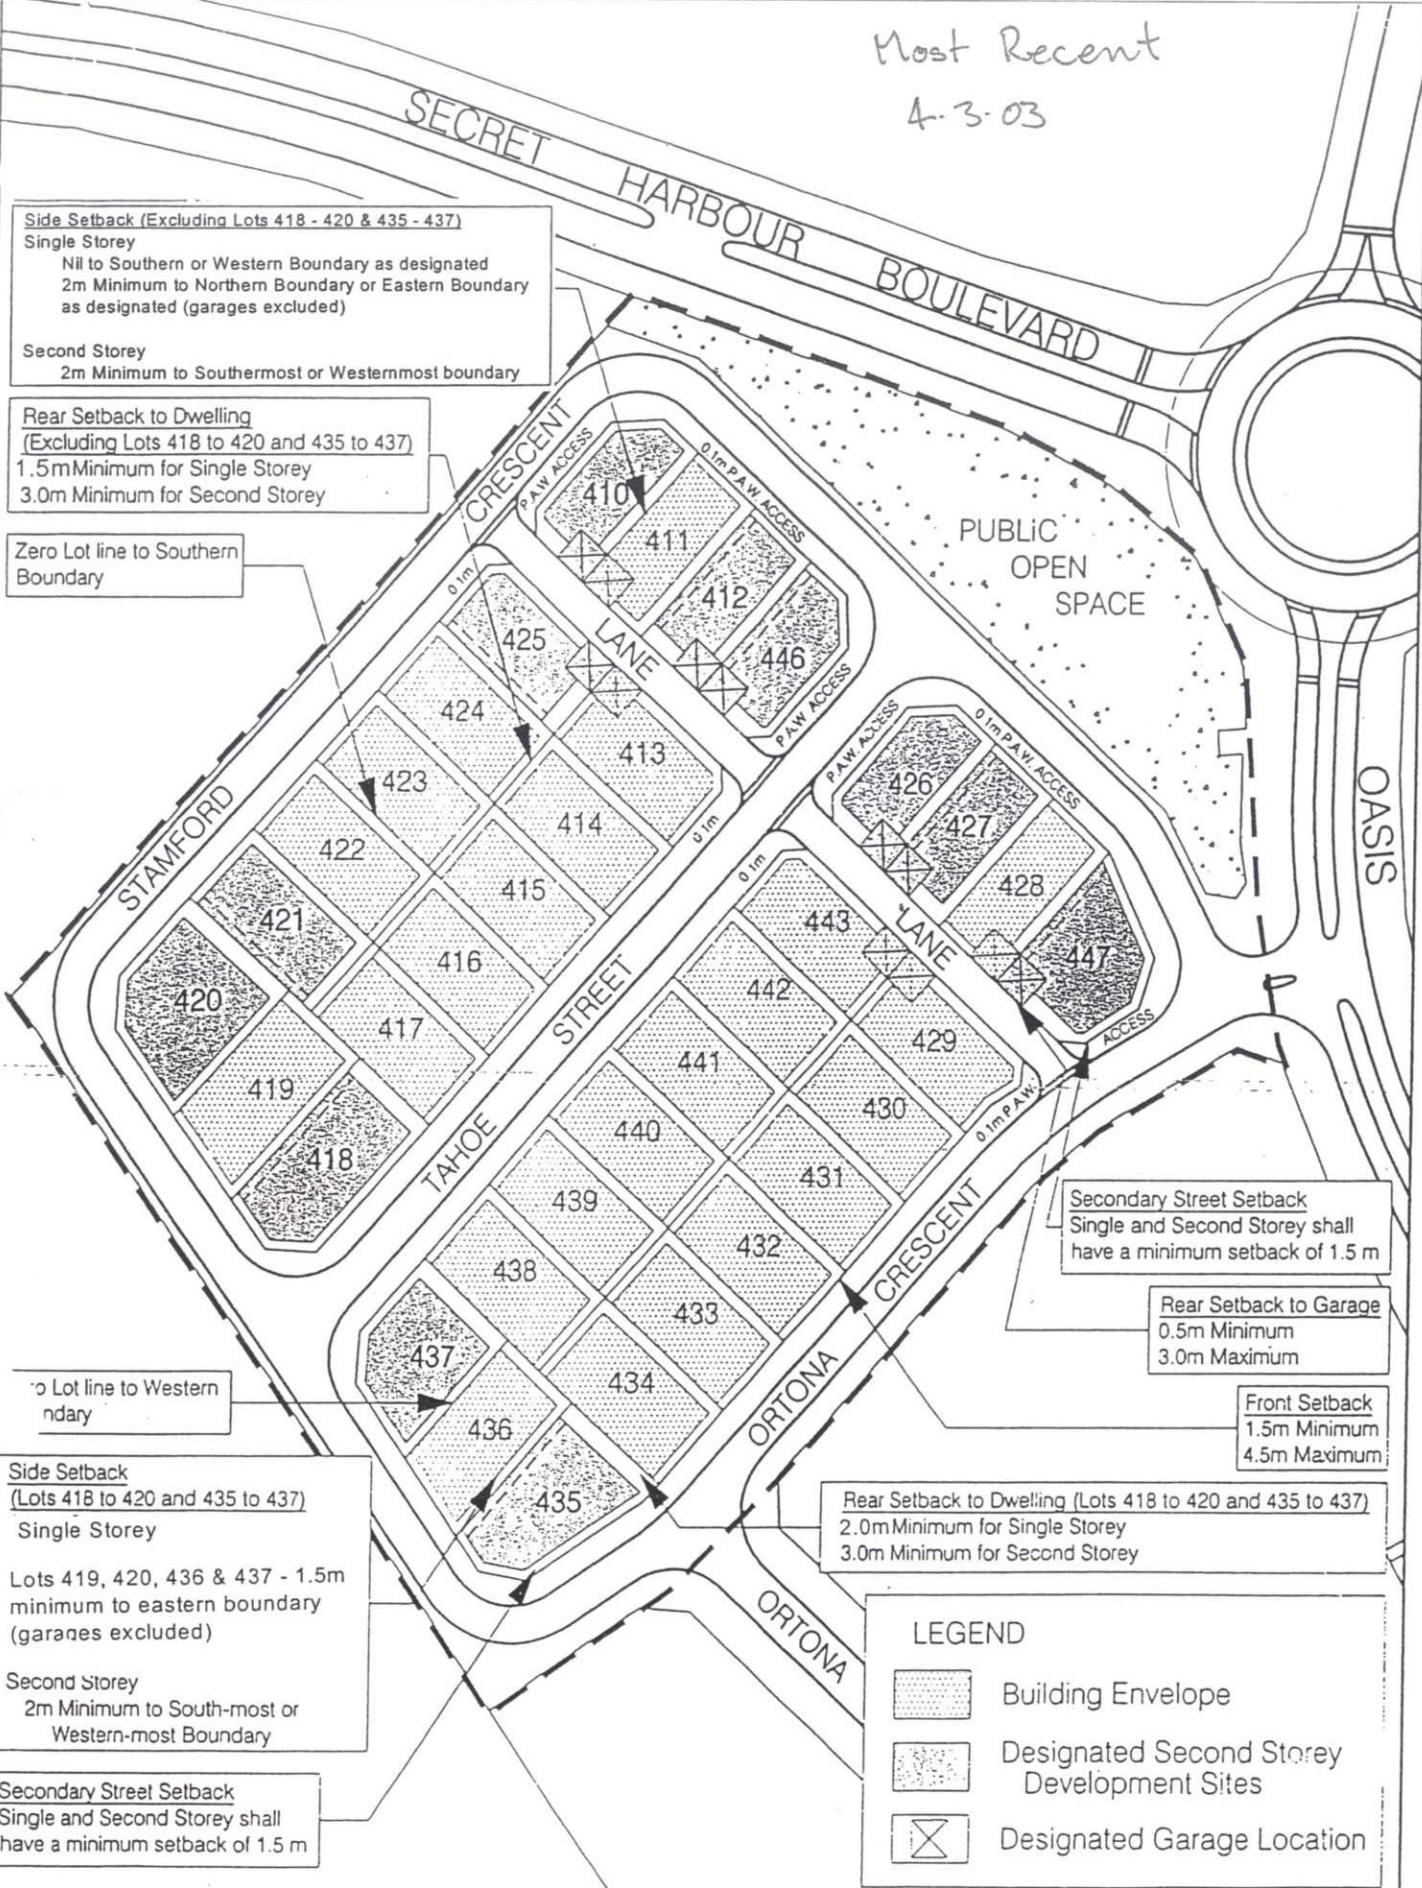 Most Recent
4-3-03
SECRET HARBOUR BOULEVARD
Side Setback (Excluding Lots 418 - 420 & 435 - 437)
Single Storey
Nil to Southern or Western Boundary as designated
2m Minimum to Northern Boundary or Eastern Boundary
as designated (garages excluded)
Second Storey
2m Minimum to Southermost or Westernmost boundary
Rear Setback to Dwelling
(Excluding Lots 418 to 420 and 435 to 437)
1.5m Minimum for Single Storey
3.0m Minimum for Second Storey
Zero Lot line to Southern
Boundary
CRESCENT
P.A.W ACCESS
0.1m P.A.W ACCESS
410
411
412
446
P.A.W ACCESS
0.1m
LANE
425
424
423
422
421
420
413
414
415
416
417
419
418
0.1m
STAMFORD
PUBLIC
OPEN
SPACE
OASIS
P.A.W. ACCESS
0.1m P.A.W. ACCESS
426
427
428
447
ACCESS
0.1m
LANE
443
442
441
440
439
438
437
429
430
431
432
433
434
436
435
0.1m P.A.W.
TAHOE STREET
ORTONA CRESCENT
Secondary Street Setback
Single and Second Storey shall
have a minimum setback of 1.5 m
Rear Setback to Garage
0.5m Minimum
3.0m Maximum
Front Setback
1.5m Minimum
4.5m Maximum
Lot line to Western
ndary
Rear Setback to Dwelling (Lots 418 to 420 and 435 to 437)
2.0m Minimum for Single Storey
3.0m Minimum for Second Storey
Side Setback
(Lots 418 to 420 and 435 to 437)
Single Storey
Lots 419, 420, 436 & 437 - 1.5m
minimum to eastern boundary
(garages excluded)
Second Storey
2m Minimum to South-most or
Western-most Boundary
Secondary Street Setback
Single and Second Storey shall
have a minimum setback of 1.5 m
ORTONA
LEGEND
Building Envelope
Designated Second Storey
Development Sites
Designated Garage Location